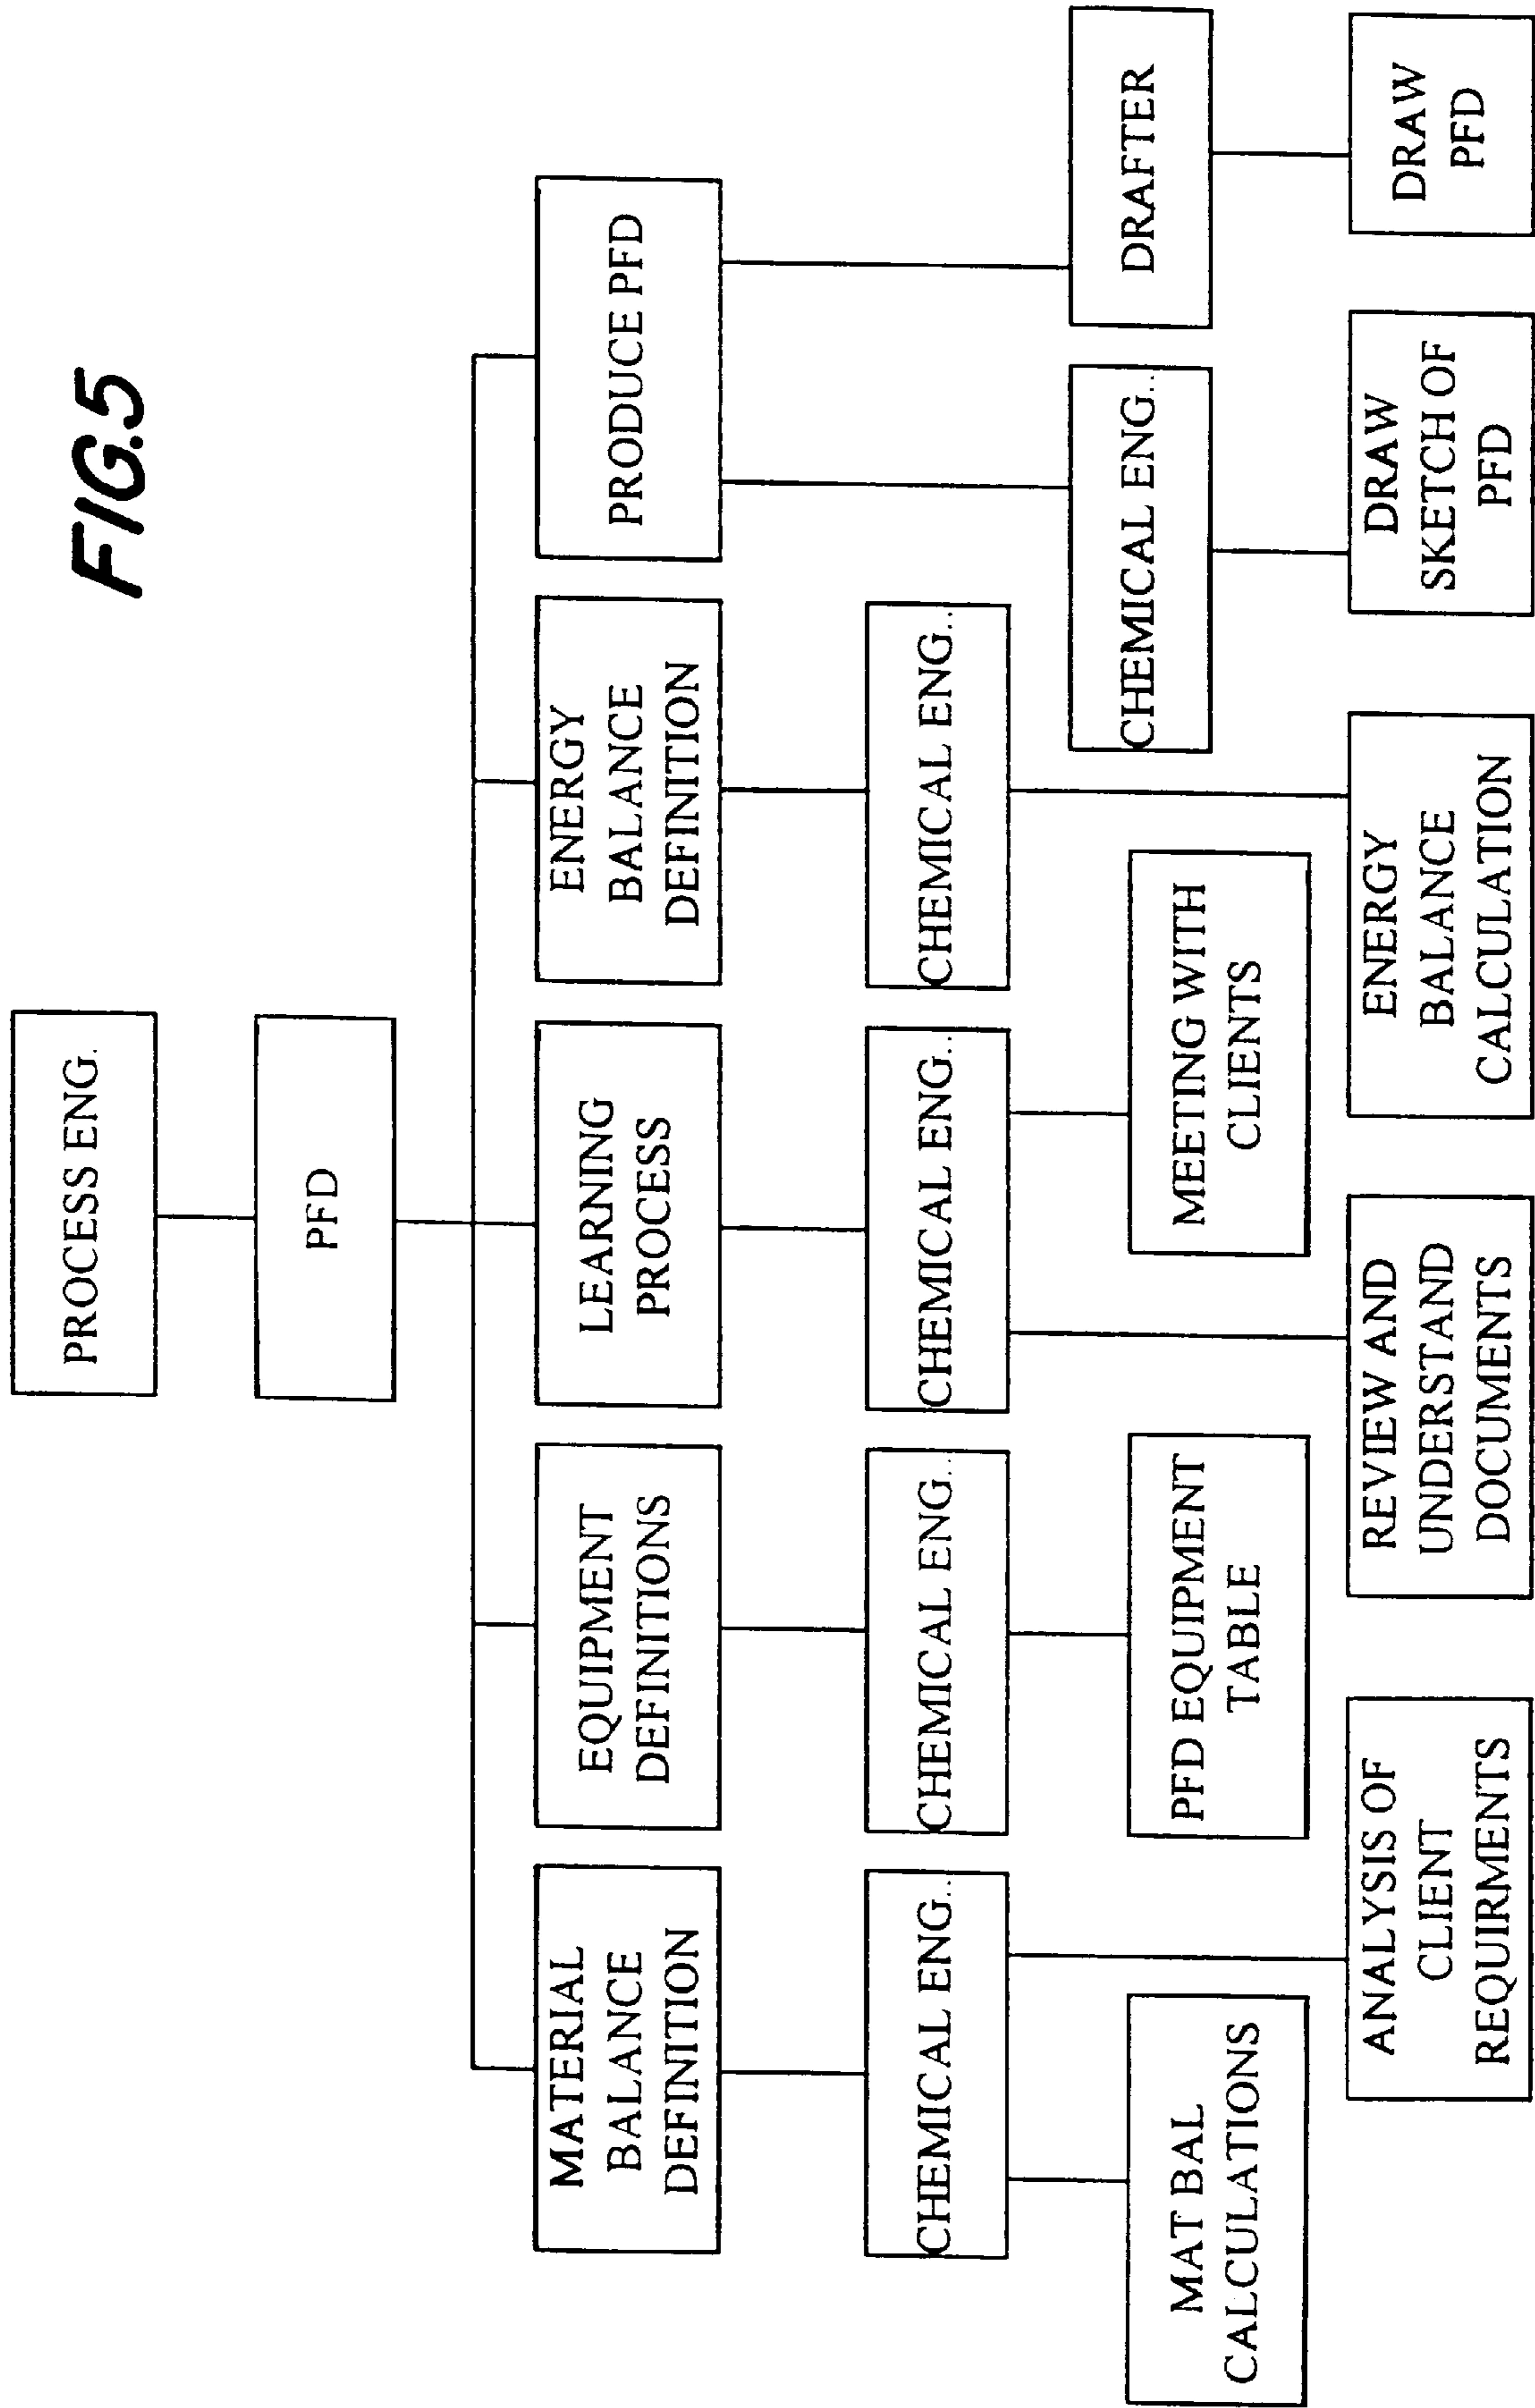 FIG.5
PROCESS ENG.
PFD
MATERIAL
BALANCE
DEFINITION
EQUIPMENT
DEFINITIONS
LEARNING
PROCESS
ENERGY
BALANCE
DEFINITION
PRODUCE PFD
CHEMICAL ENG..
CHEMICAL ENG..
CHEMICAL ENG..
CHEMICAL ENG..
CHEMICAL ENG..
DRAFTER
MAT BAL
CALCULATIONS
PFD EQUIPMENT
TABLE
MEETING WITH
CLIENTS
ANALYSIS OF
CLIENT
REQUIRMENTS
REVIEW AND
UNDERSTAND
DOCUMENTS
ENERGY
BALANCE
CALCULATION
DRAW
SKETCH OF
PFD
DRAW
PFD